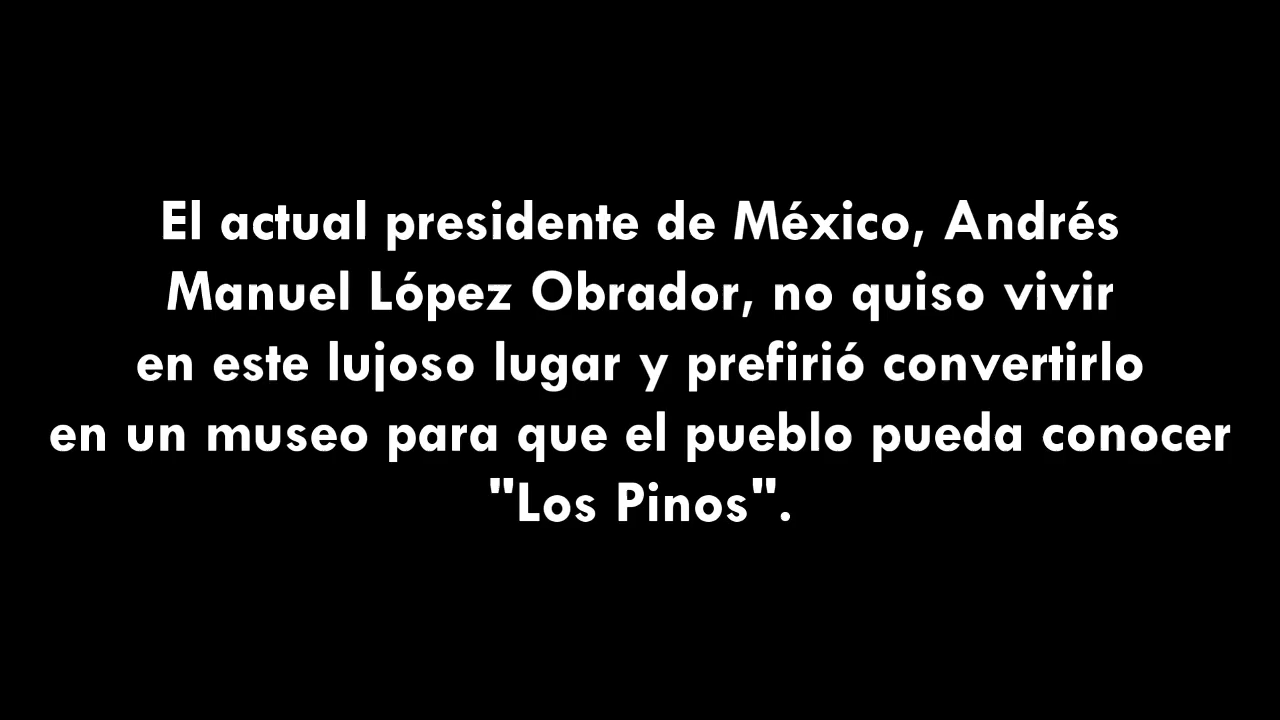 El actual presidente de México, Andrés
Manuel López Obrador, no quiso vivir
en este lujoso lugar y prefirió convertirlo
en un museo para que el pueblo pueda conocer
"Los Pinos".